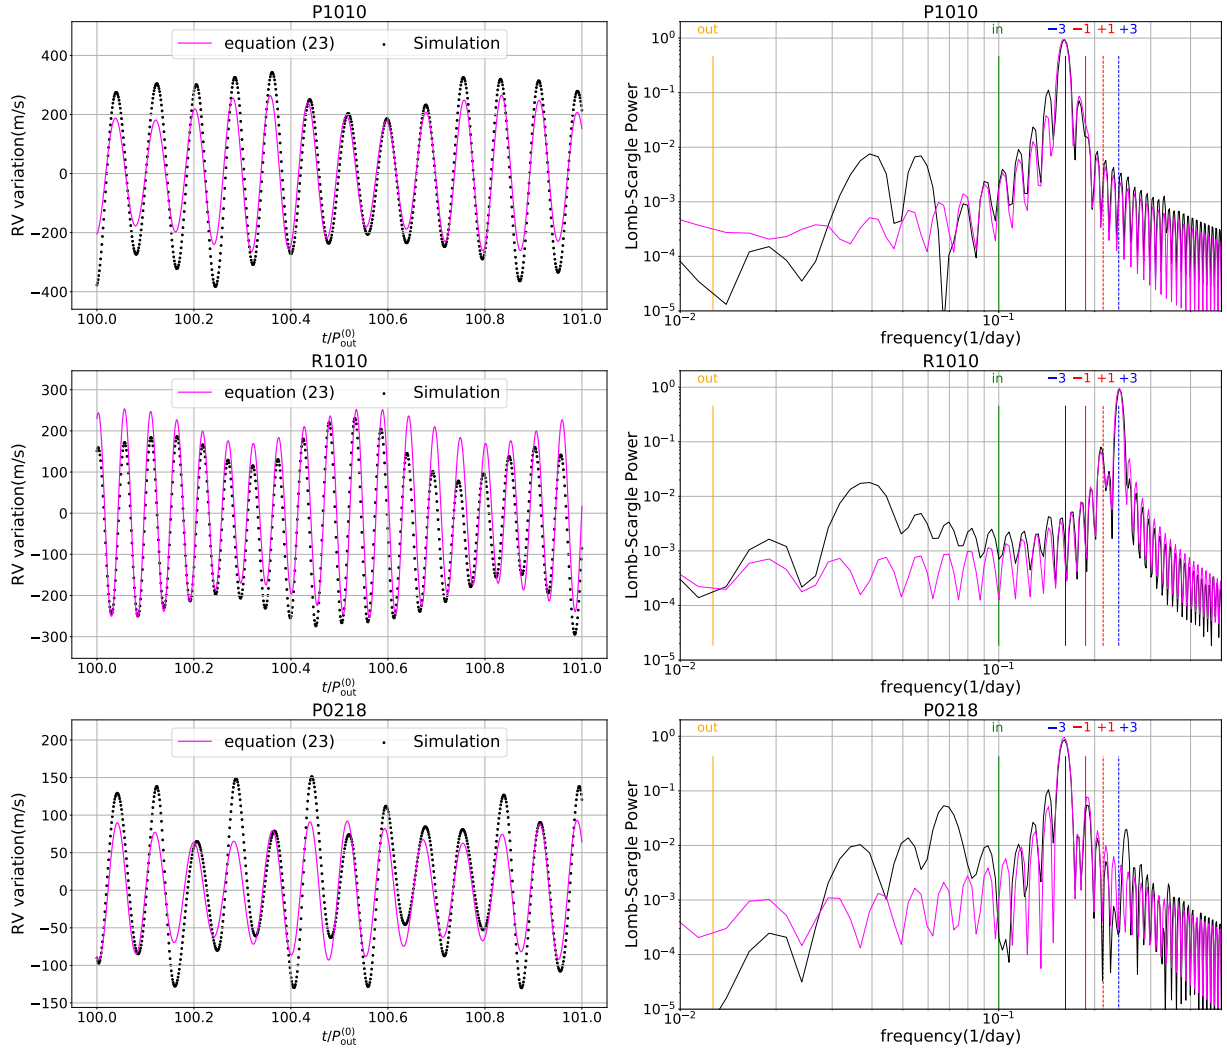 P1010
equation (23) Simulation
RV variation(m/s)
400
200
0
−200
−400
100.0 100.2 100.4 100.6 100.8 101.0
t/P_out^(0)
P1010
out in −3 −1 +1 +3
Lomb-Scargle Power
10^0
10^−1
10^−2
10^−3
10^−4
10^−5
10^−2 10^−1
frequency(1/day)
R1010
equation (23) Simulation
RV variation(m/s)
300
200
100
0
−100
−200
−300
100.0 100.2 100.4 100.6 100.8 101.0
t/P_out^(0)
R1010
out in −3 −1 +1 +3
Lomb-Scargle Power
10^0
10^−1
10^−2
10^−3
10^−4
10^−5
10^−2 10^−1
frequency(1/day)
P0218
equation (23) Simulation
RV variation(m/s)
200
150
100
50
0
−50
−100
−150
100.0 100.2 100.4 100.6 100.8 101.0
t/P_out^(0)
P0218
out in −3 −1 +1 +3
Lomb-Scargle Power
10^0
10^−1
10^−2
10^−3
10^−4
10^−5
10^−2 10^−1
frequency(1/day)